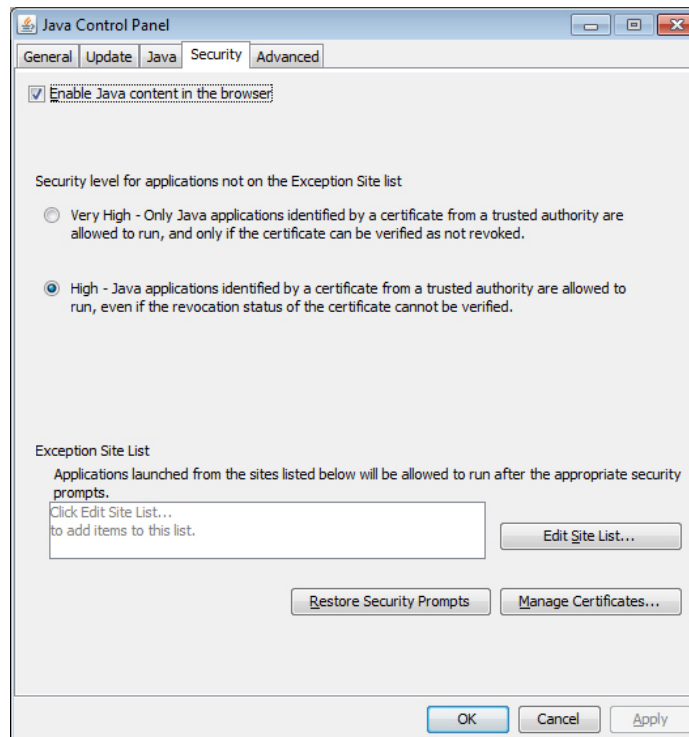 Java Control Panel
General Update Java Security Advanced
Enable Java content in the browser
Security level for applications not on the Exception Site list
Very High - Only Java applications identified by a certificate from a trusted authority are
allowed to run, and only if the certificate can be verified as not revoked.
High - Java applications identified by a certificate from a trusted authority are allowed to
run, even if the revocation status of the certificate cannot be verified.
Exception Site List
Applications launched from the sites listed below will be allowed to run after the appropriate security
prompts.
Click Edit Site List...
to add items to this list.
Edit Site List...
Restore Security Prompts Manage Certificates...
OK Cancel Apply